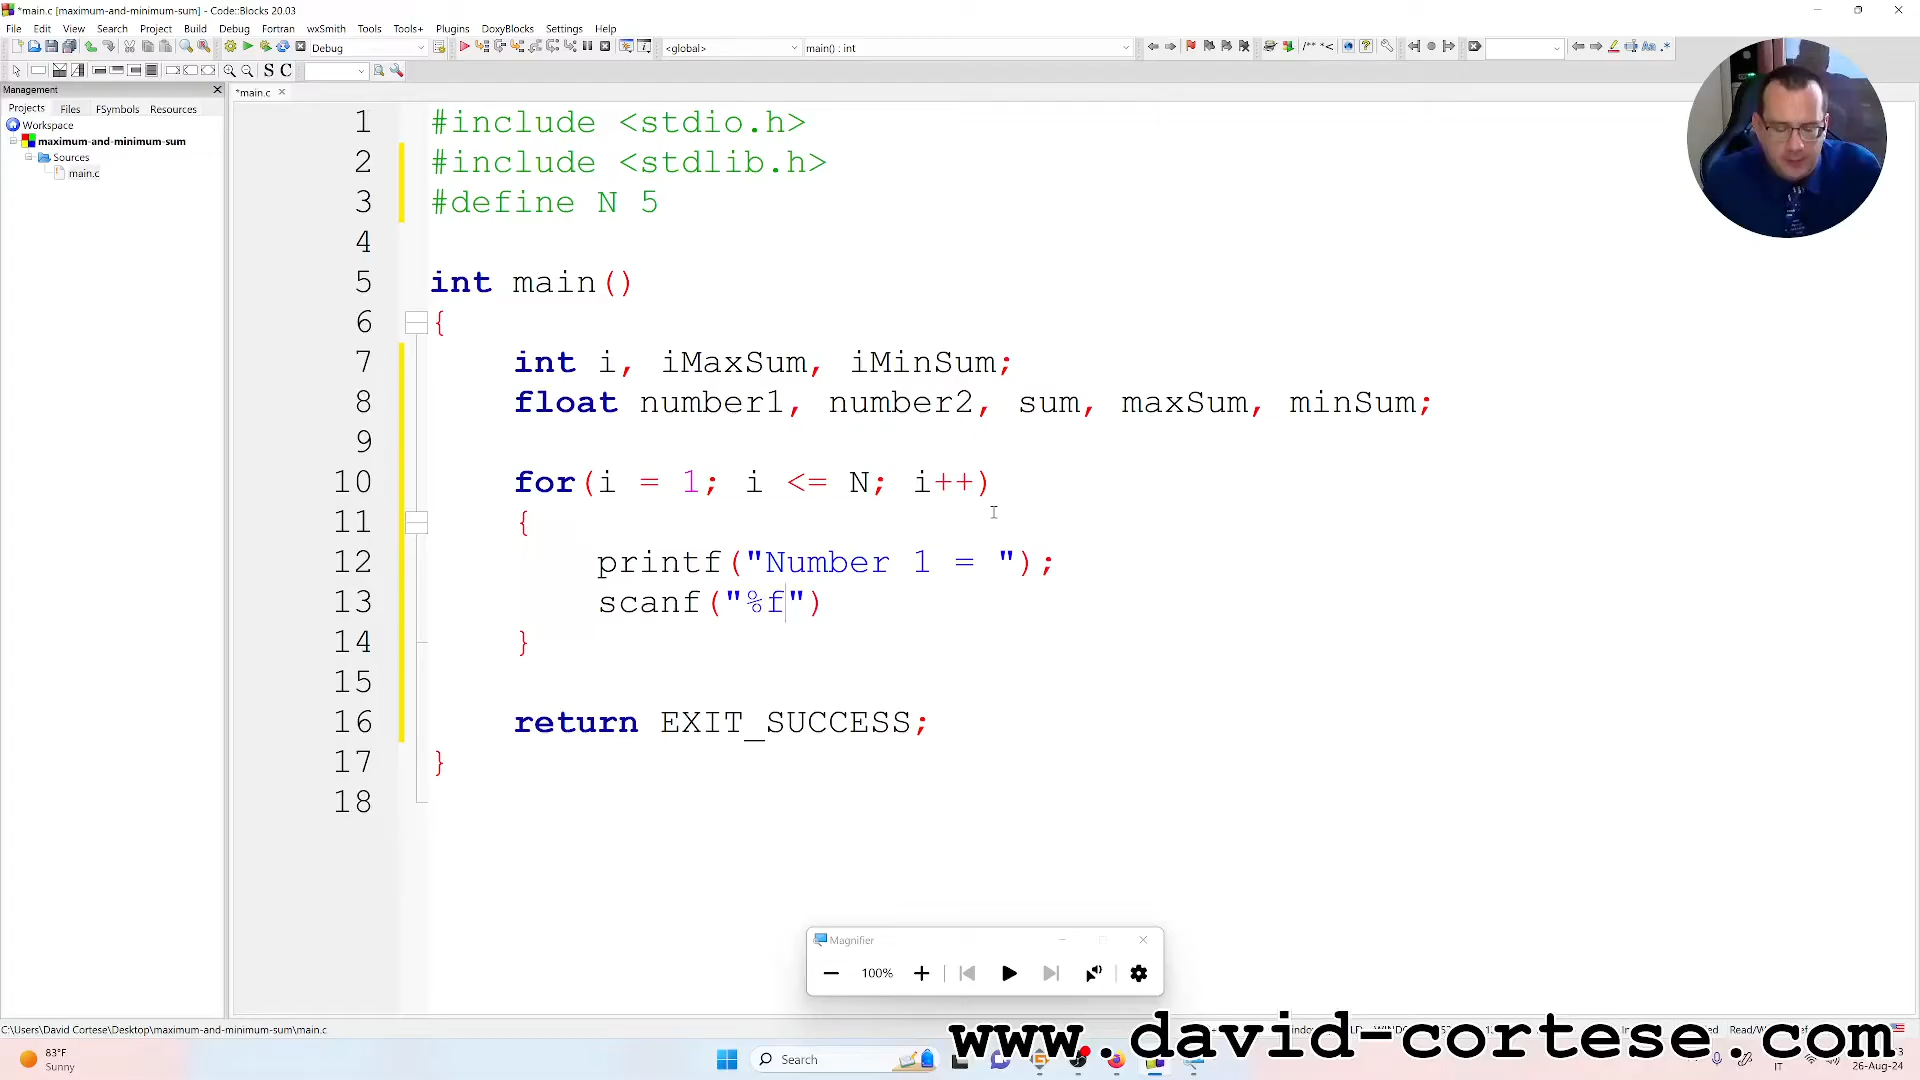 *main.c [maximum-and-minimum-sum] - Code::Blocks 20.03
File Edit View Search Project Build Debug Fortran wxSmith Tools Tools+ Plugins DoxyBlocks Settings Help
Debug <global> main() : int
S C
Management
*main.c
Projects Files FSymbols Resources
Workspace
maximum-and-minimum-sum
Sources
main.c
1 #include <stdio.h>
2 #include <stdlib.h>
3 #define N 5
4
5 int main()
6 {
7 int i, iMaxSum, iMinSum;
8 float number1, number2, sum, maxSum, minSum;
9
10 for(i = 1; i <= N; i++)
11 {
12 printf("Number 1 = ");
13 scanf("%f")
14 }
15
16 return EXIT_SUCCESS;
17 }
18
Magnifier
100%
C:\Users\David Cortese\Desktop\maximum-and-minimum-sum\main.c
www.david-cortese.com
83°F
Sunny
Search
IT
26-Aug-24